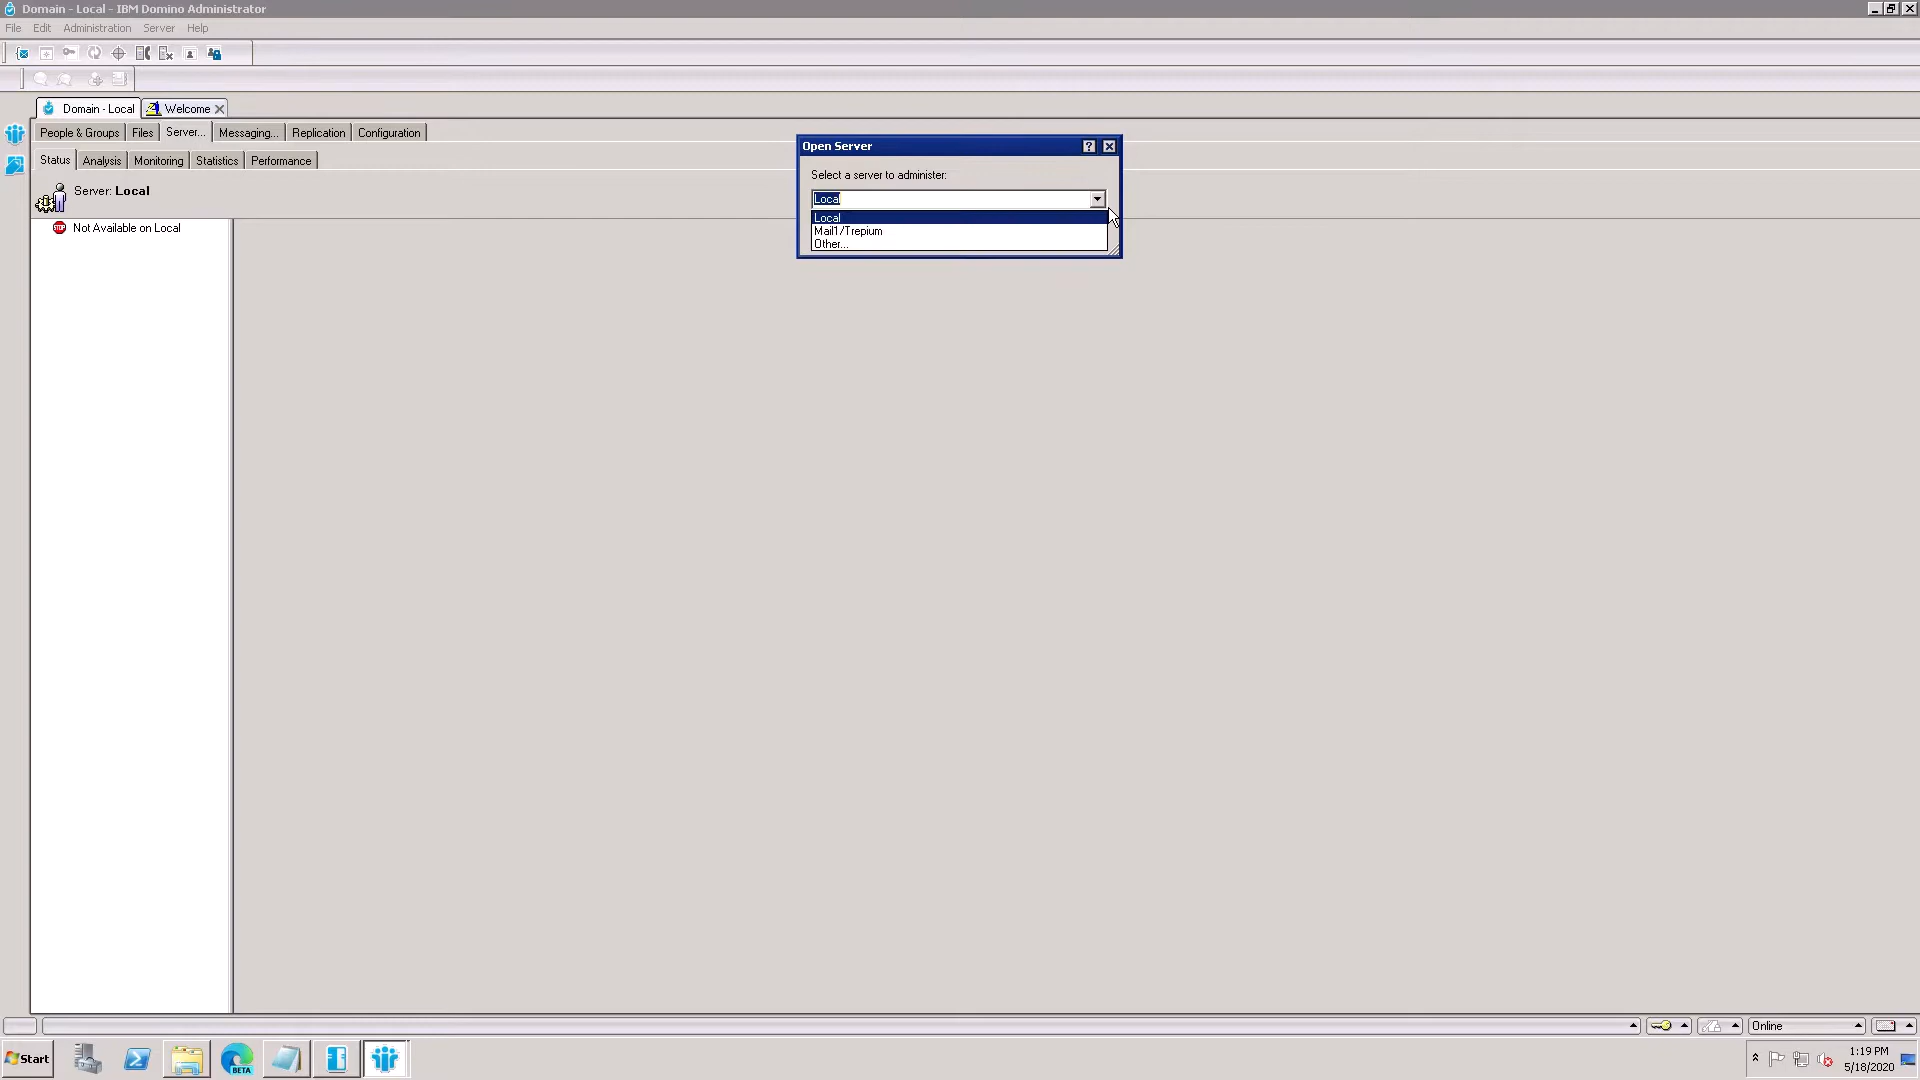 Domain - Local - IBM Domino Administrator
File Edit Administration Server Help
Domain - Local Welcome
People & Groups Files Server... Messaging... Replication Configuration
Status Analysis Monitoring Statistics Performance
Server: Local
STOP Not Available on Local
Open Server
Select a server to administer:
Local
Local
Mail1/Trepium
Other...
Online
Start
BETA
1:19 PM
5/18/2020